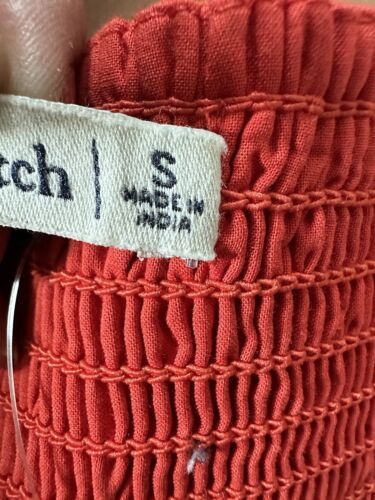 tch | S
MADE IN
INDIA